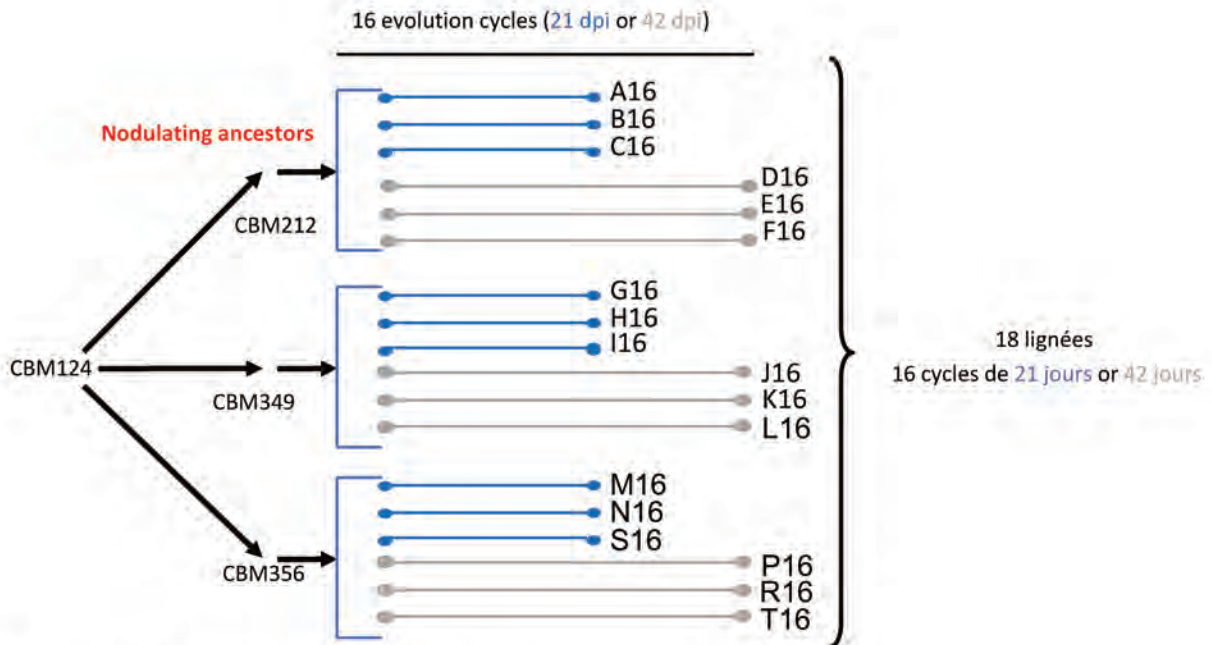 16 evolution cycles (21 dpi or 42 dpi)
Nodulating ancestors
CBM124
CBM212
A16
B16
C16
D16
E16
F16
CBM349
G16
H16
I16
J16
K16
L16
CBM356
M16
N16
S16
P16
R16
T16
18 lignées
16 cycles de 21 jours or 42 jours